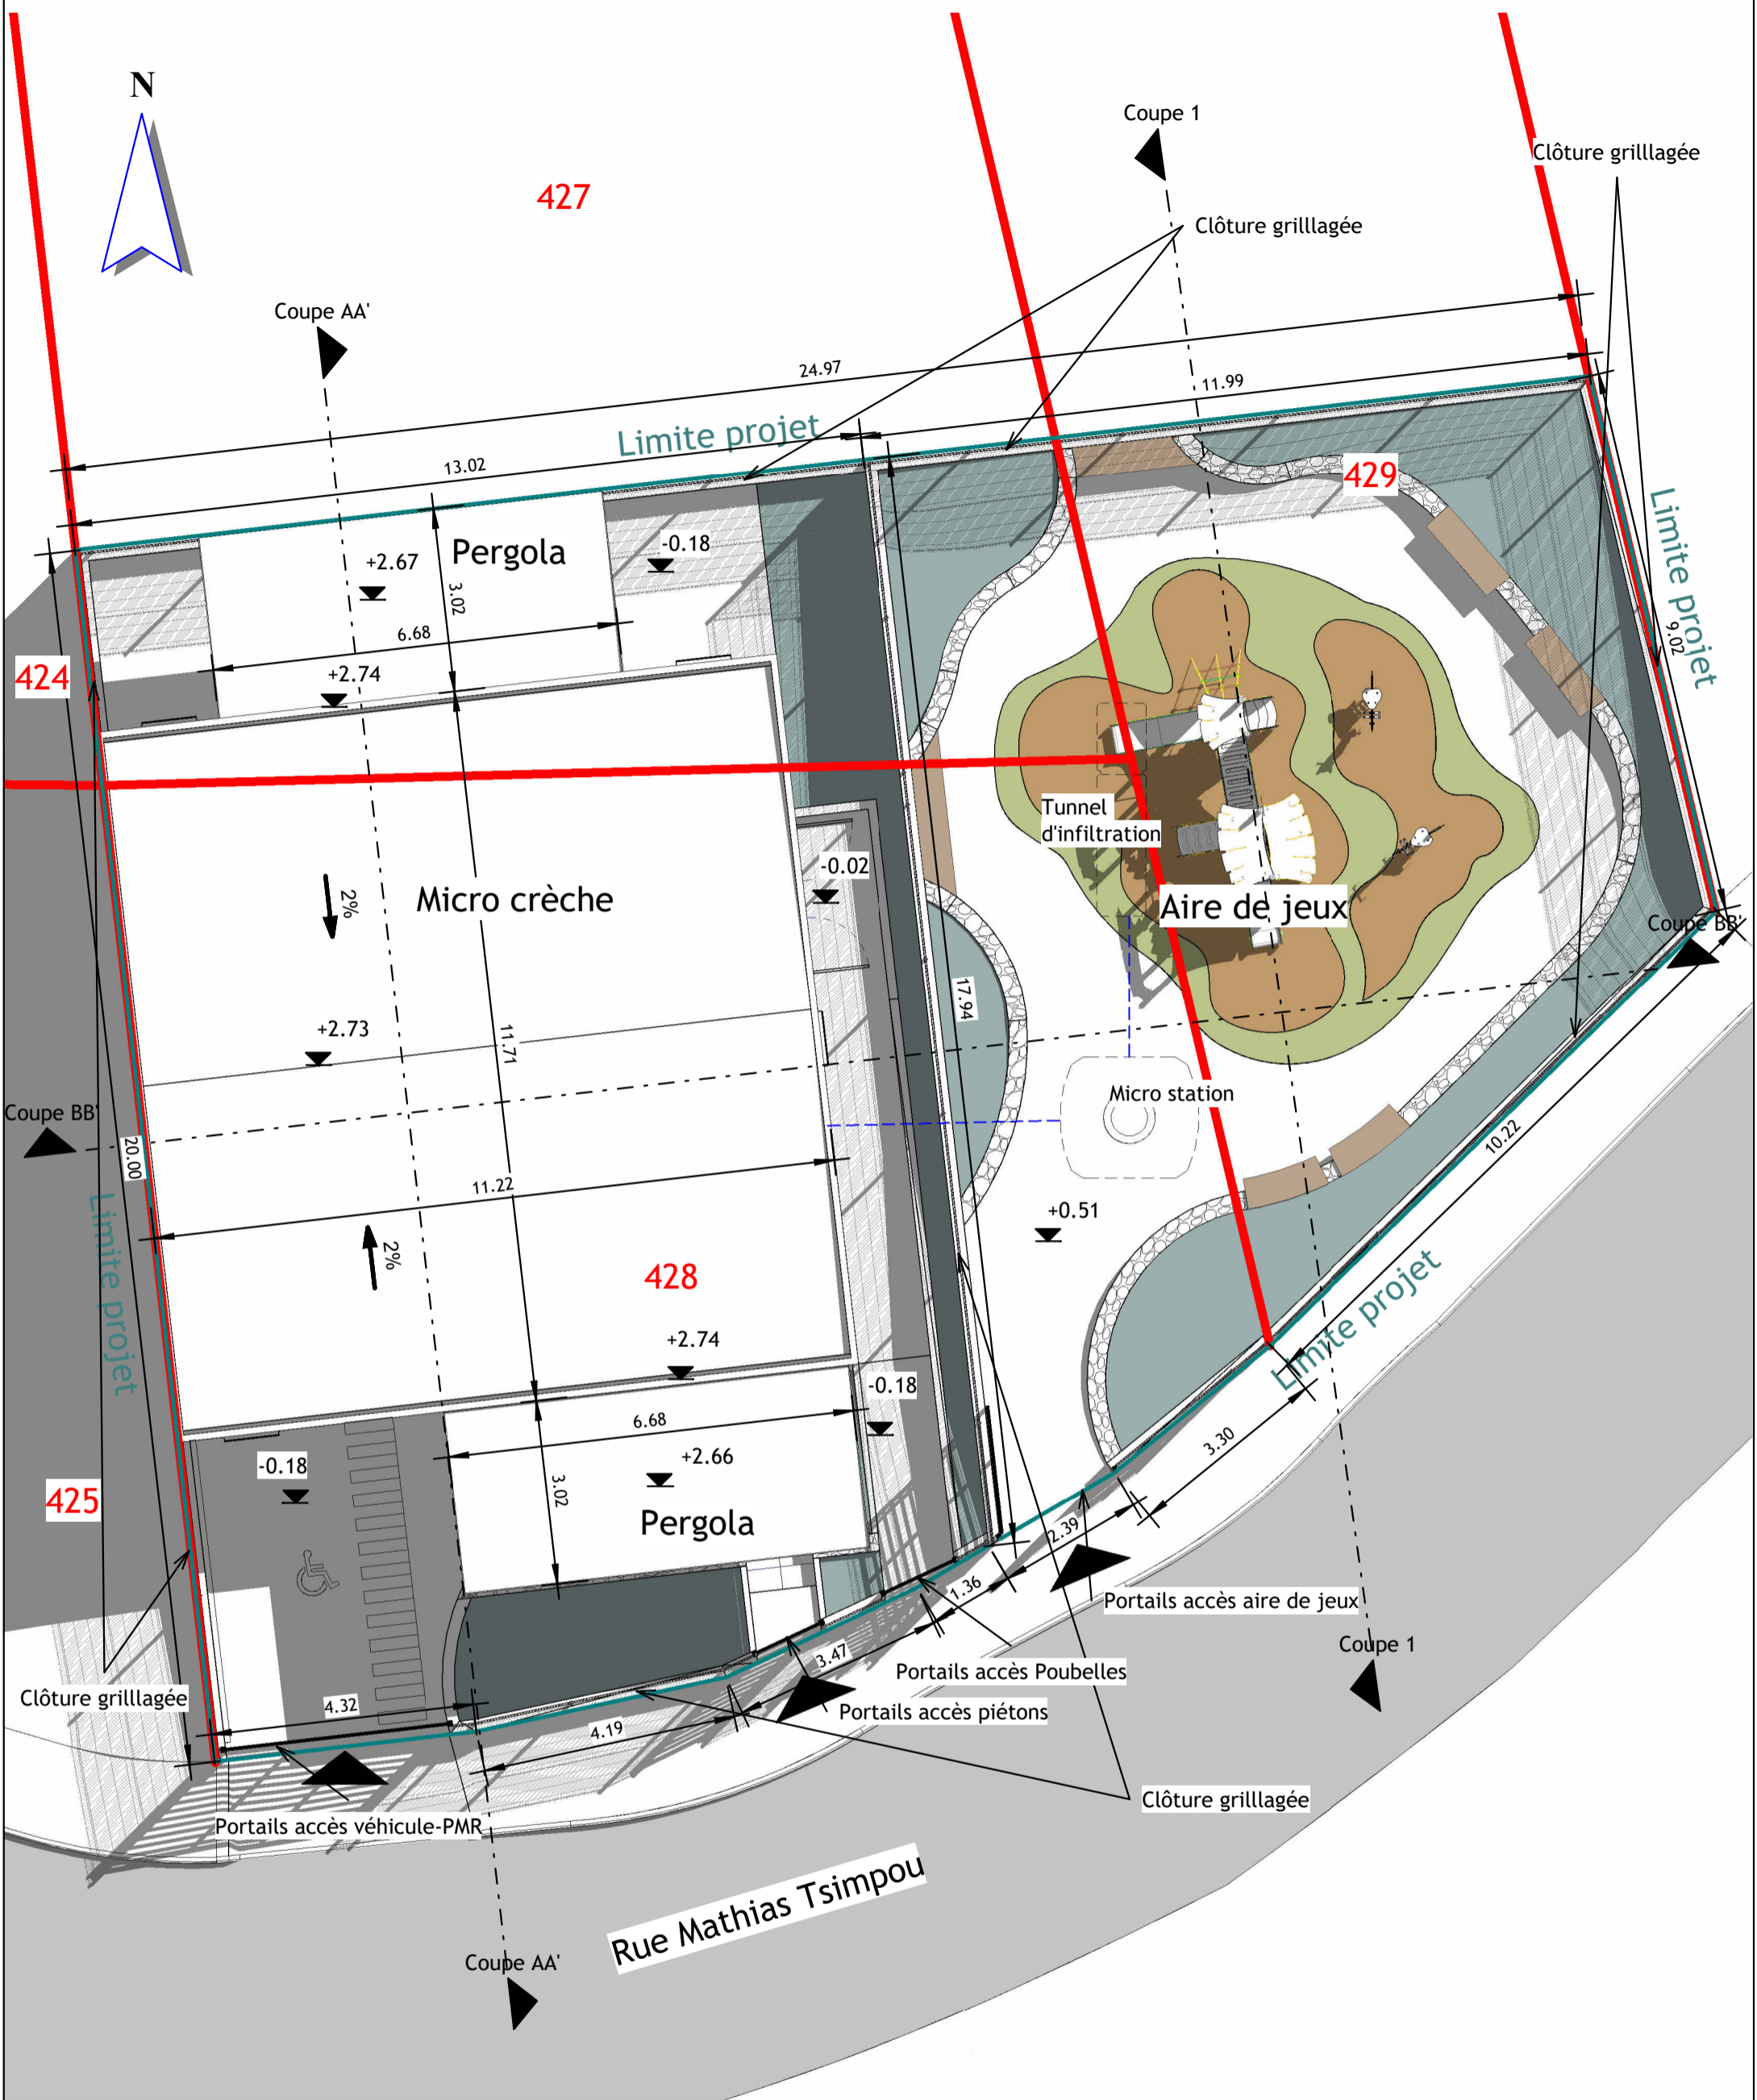 N
Coupe 1
Clôture grilllagée
427
Clôture grilllagée
Coupe AA'
24.97
11.99
Limite projet
13.02
429
Limite projet
9.02
Pergola
+2.67
-0.18
3.02
6.68
424
+2.74
Tunnel
d'infiltration
-0.02
Micro crèche
2%
Aire de jeux
Coupe BB'
17.94
+2.73
11.71
Coupe BB'
20.00
Micro station
10.22
11.22
+0.51
Limite projet
2%
428
Limite projet
+2.74
-0.18
6.68
3.30
+2.66
-0.18
3.02
425
Pergola
2.39
1.36
Portails accès aire de jeux
Coupe 1
3.47
Portails accès Poubelles
Clôture grilllagée
4.32
Portails accès piétons
4.19
Clôture grilllagée
Portails accès véhicule-PMR
Rue Mathias Tsimpou
Coupe AA'